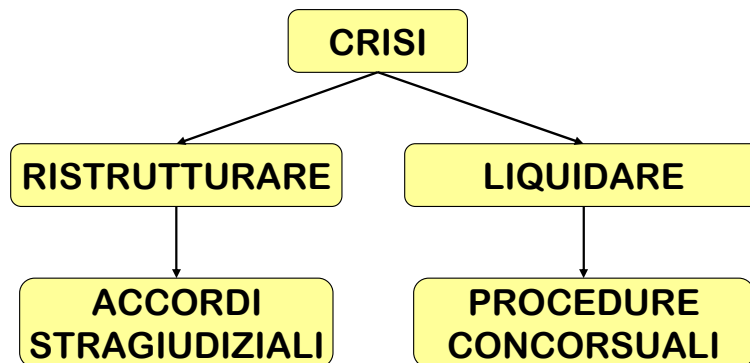 CRISI
RISTRUTTURARE
LIQUIDARE
ACCORDI
STRAGIUDIZIALI
PROCEDURE
CONCORSUALI